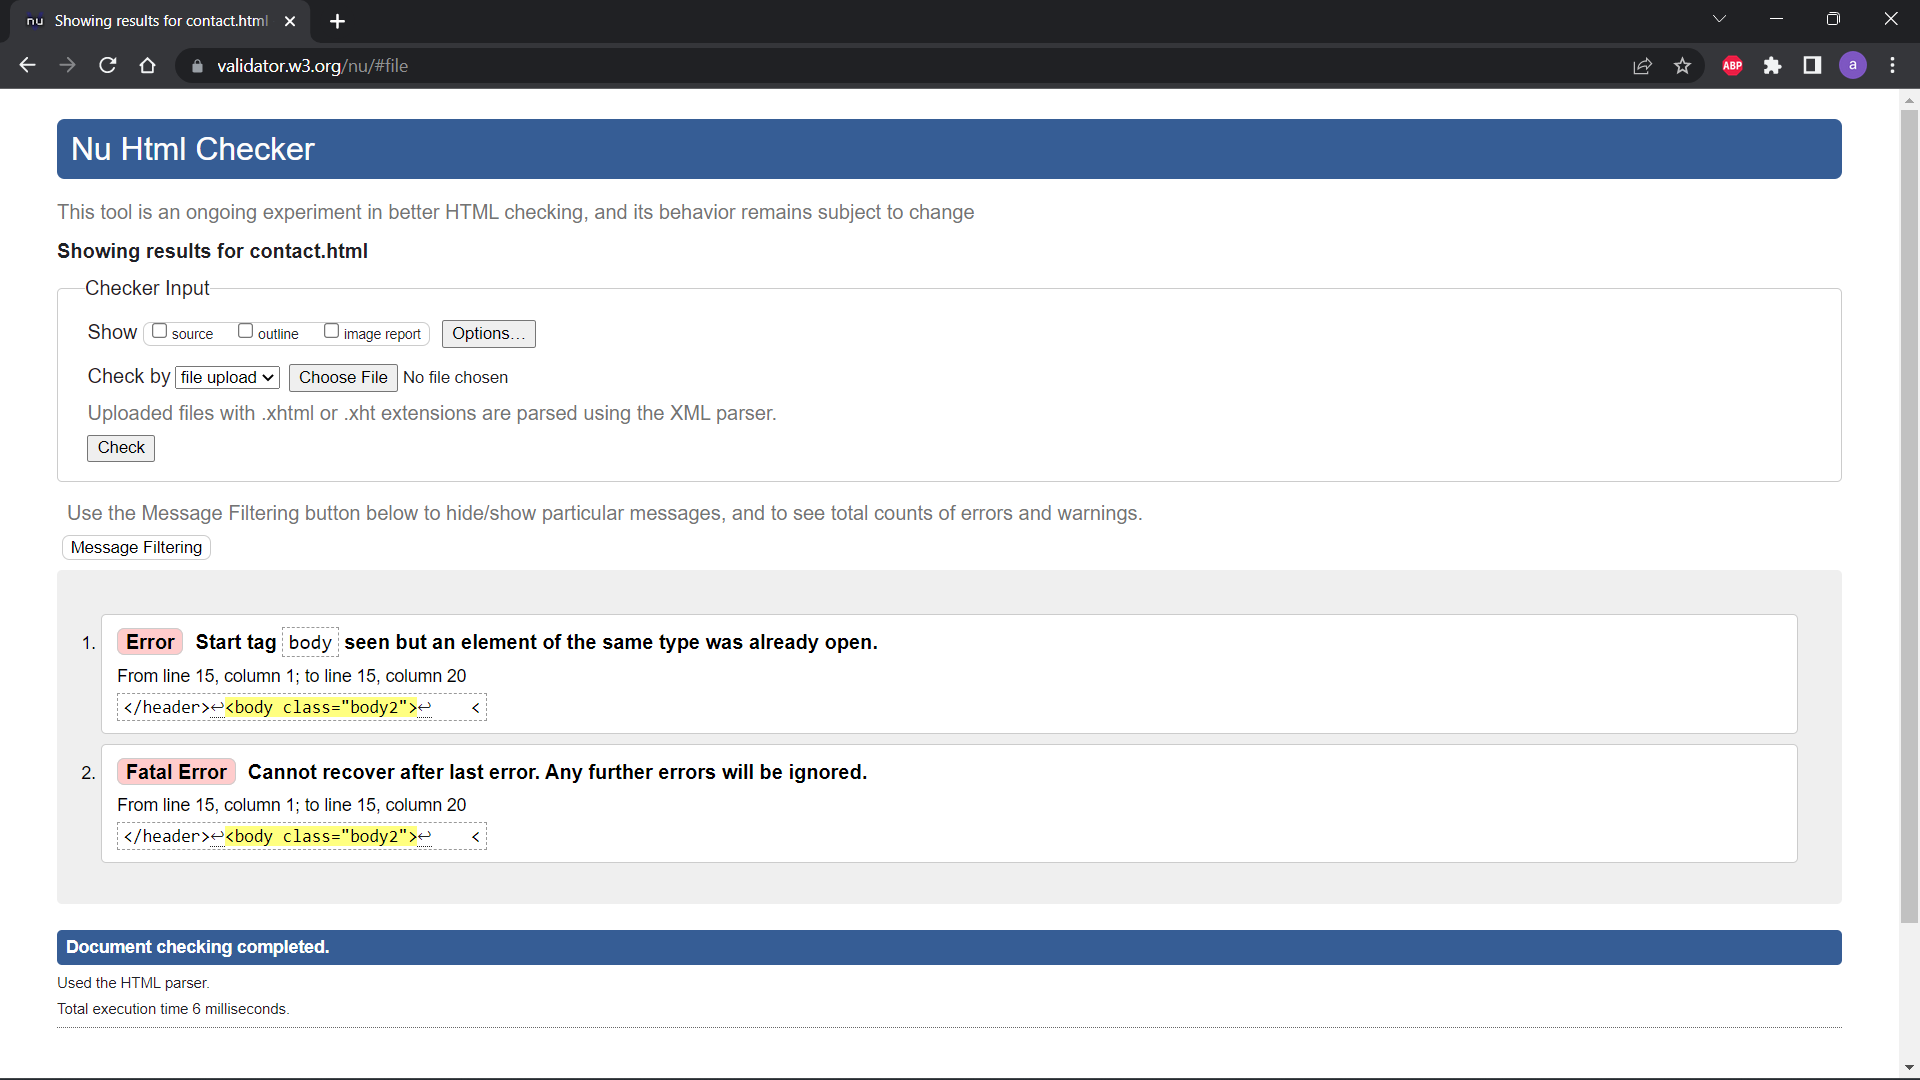 nu Showing results for contact.html
validator.w3.org/nu/#file
ABP
a
Nu Html Checker
This tool is an ongoing experiment in better HTML checking, and its behavior remains subject to change
Showing results for contact.html
Checker Input
Show source outline image report Options...
Check by file upload Choose File No file chosen
Uploaded files with .xhtml or .xht extensions are parsed using the XML parser.
Check
Use the Message Filtering button below to hide/show particular messages, and to see total counts of errors and warnings.
Message Filtering
1. Error Start tag body seen but an element of the same type was already open.
From line 15, column 1; to line 15, column 20
</header>↩<body class="body2">↩ <
2. Fatal Error Cannot recover after last error. Any further errors will be ignored.
From line 15, column 1; to line 15, column 20
</header>↩<body class="body2">↩ <
Document checking completed.
Used the HTML parser.
Total execution time 6 milliseconds.